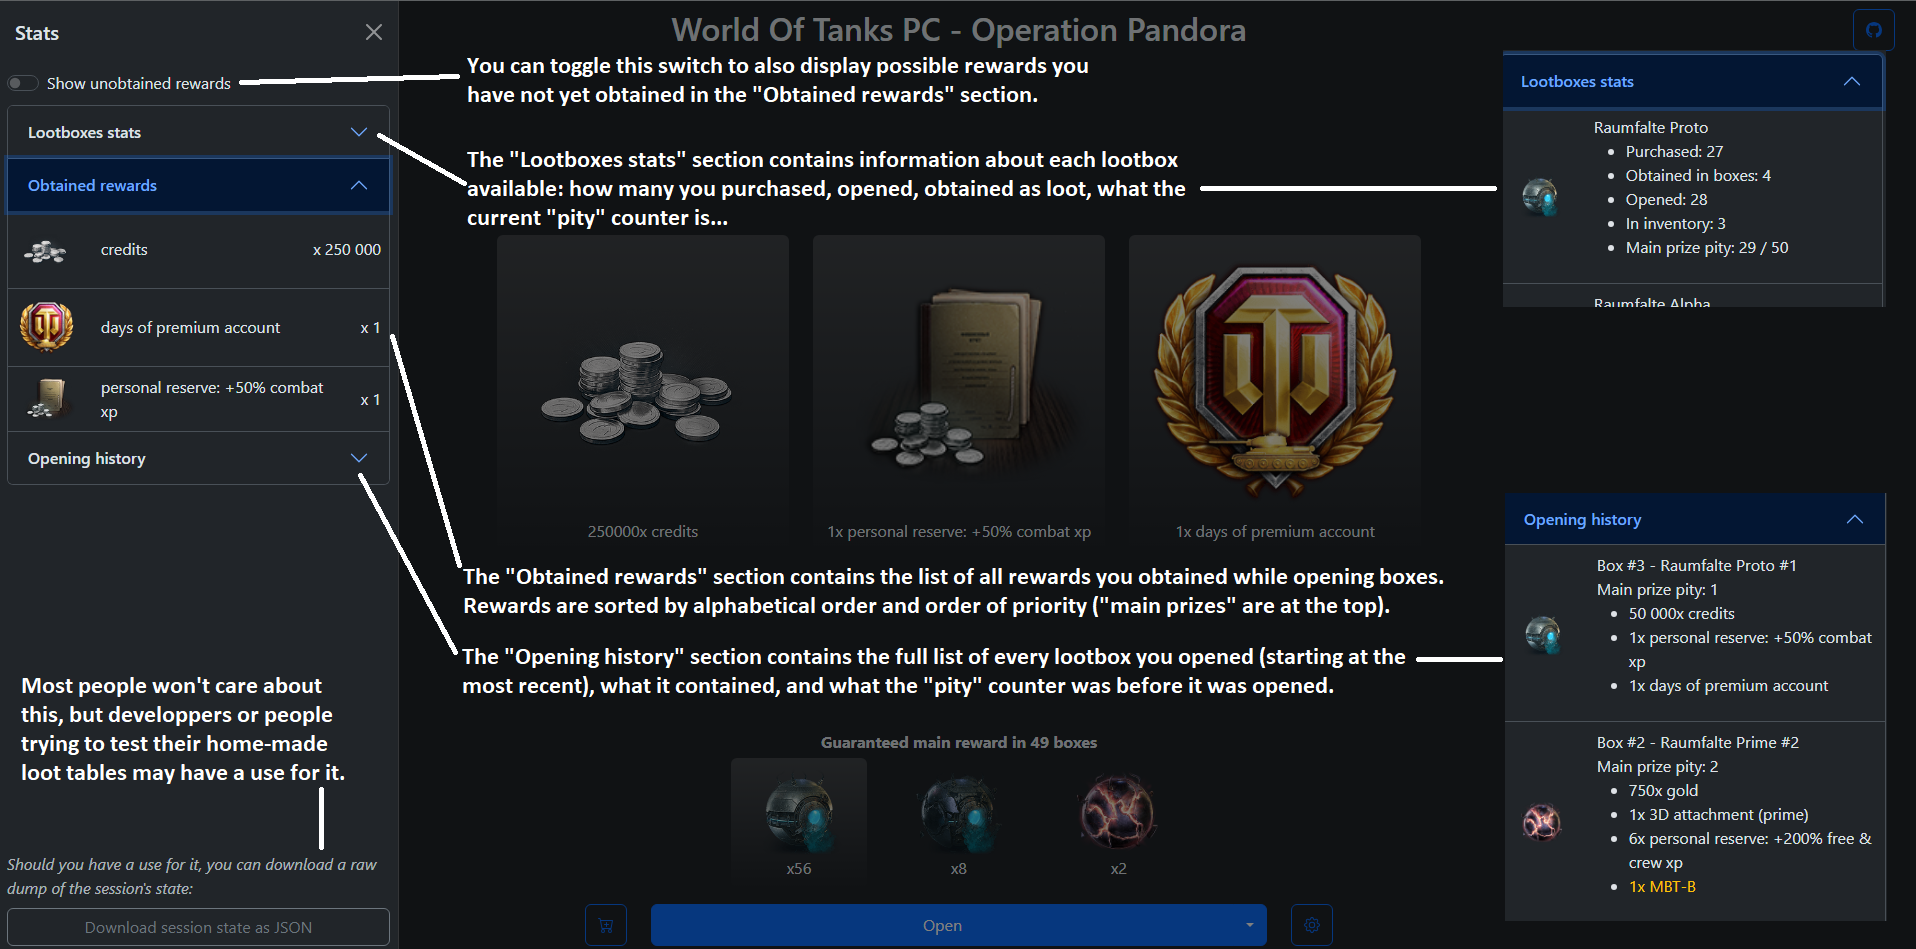 Stats
World Of Tanks PC - Operation Pandora
Show unobtained rewards
You can toggle this switch to also display possible rewards you
have not yet obtained in the "Obtained rewards" section.
Lootboxes stats
The "Lootboxes stats" section contains information about each lootbox
available: how many you purchased, opened, obtained as loot, what the
current "pity" counter is...
Lootboxes stats
Raumfalte Proto
Purchased: 27
Obtained in boxes: 4
Opened: 28
In inventory: 3
Main prize pity: 29 / 50
Raumfalte Alpha
Obtained rewards
credits
x 250 000
days of premium account
x 1
personal reserve: +50% combat
xp
x 1
Opening history
250000x credits
1x personal reserve: +50% combat xp
1x days of premium account
The "Obtained rewards" section contains the list of all rewards you obtained while opening boxes.
Rewards are sorted by alphabetical order and order of priority ("main prizes" are at the top).
The "Opening history" section contains the full list of every lootbox you opened (starting at the
most recent), what it contained, and what the "pity" counter was before it was opened.
Opening history
Box #3 - Raumfalte Proto #1
Main prize pity: 1
50 000x credits
1x personal reserve: +50% combat
xp
1x days of premium account
Box #2 - Raumfalte Prime #2
Main prize pity: 2
750x gold
1x 3D attachment (prime)
6x personal reserve: +200% free &
crew xp
1x MBT-B
Most people won't care about
this, but developpers or people
trying to test their home-made
loot tables may have a use for it.
Guaranteed main reward in 49 boxes
x56
x8
x2
Should you have a use for it, you can download a raw
dump of the session's state:
Download session state as JSON
Open